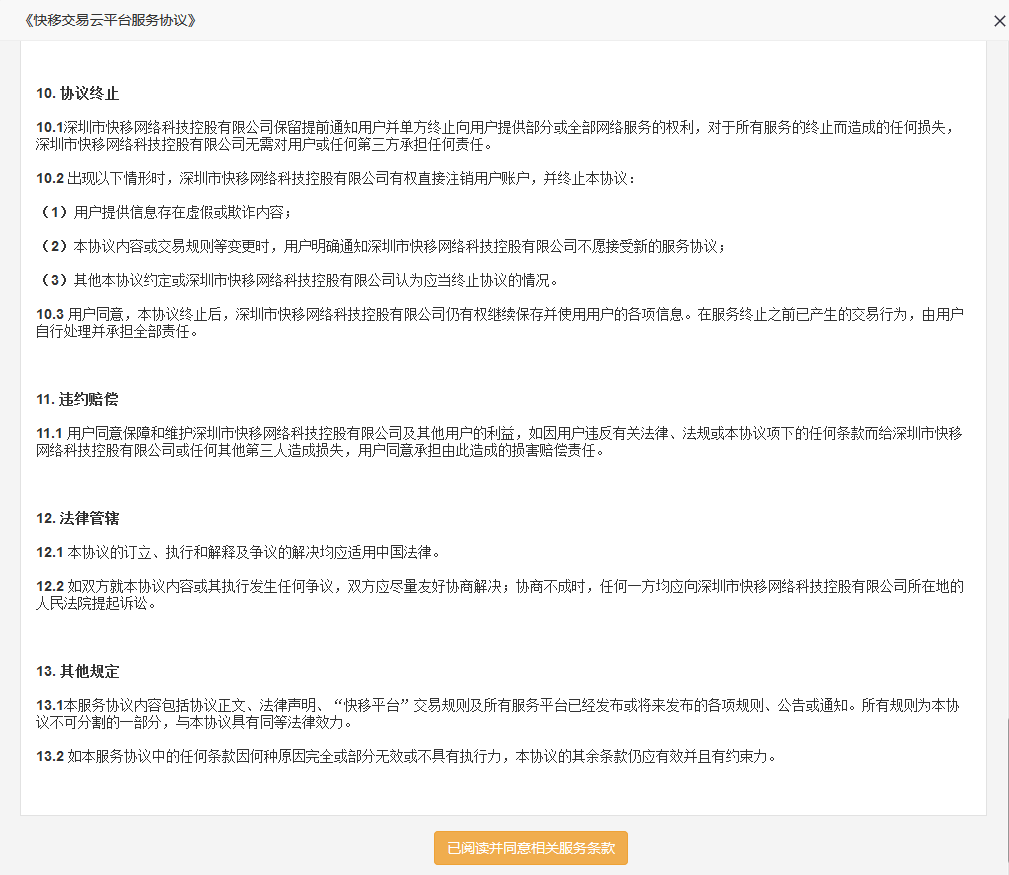 《快移交易云平台服务协议》
10. 协议终止
10.1深圳市快移网络科技控股有限公司保留提前通知用户并单方终止向用户提供部分或全部网络服务的权利，对于所有服务的终止而造成的任何损失，
深圳市快移网络科技控股有限公司无需对用户或任何第三方承担任何责任。
10.2 出现以下情形时，深圳市快移网络科技控股有限公司有权直接注销用户账户，并终止本协议：
（1）用户提供信息存在虚假或欺诈内容；
（2）本协议内容或交易规则等变更时，用户明确通知深圳市快移网络科技控股有限公司不愿接受新的服务协议；
（3）其他本协议约定或深圳市快移网络科技控股有限公司认为应当终止协议的情况。
10.3 用户同意，本协议终止后，深圳市快移网络科技控股有限公司仍有权继续保存并使用用户的各项信息。在服务终止之前已产生的交易行为，由用户
自行处理并承担全部责任。
11. 违约赔偿
11.1 用户同意保障和维护深圳市快移网络科技控股有限公司及其他用户的利益，如因用户违反有关法律、法规或本协议项下的任何条款而给深圳市快移
网络科技控股有限公司或任何其他第三人造成损失，用户同意承担由此造成的损害赔偿责任。
12. 法律管辖
12.1 本协议的订立、执行和解释及争议的解决均应适用中国法律。
12.2 如双方就本协议内容或其执行发生任何争议，双方应尽量友好协商解决；协商不成时，任何一方均应向深圳市快移网络科技控股有限公司所在地的
人民法院提起诉讼。
13. 其他规定
13.1本服务协议内容包括协议正文、法律声明、“快移平台”交易规则及所有服务平台已经发布或将来发布的各项规则、公告或通知。所有规则为本协
议不可分割的一部分，与本协议具有同等法律效力。
13.2 如本服务协议中的任何条款因何种原因完全或部分无效或不具有执行力，本协议的其余条款仍应有效并且有约束力。
已阅读并同意相关服务条款